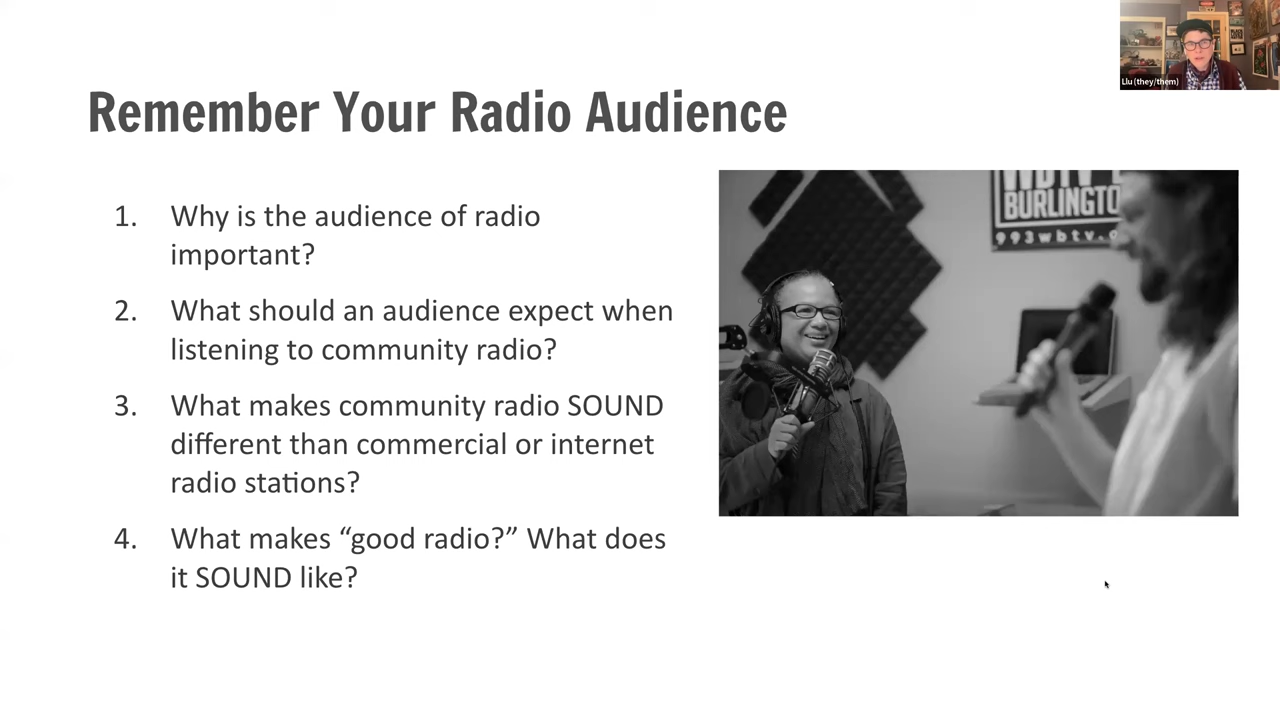 Llu (they/them)
Remember Your Radio Audience
1. Why is the audience of radio
important?
2. What should an audience expect when
listening to community radio?
3. What makes community radio SOUND
different than commercial or internet
radio stations?
4. What makes “good radio?” What does
it SOUND like?
BURLINGTO
993wbtv.o